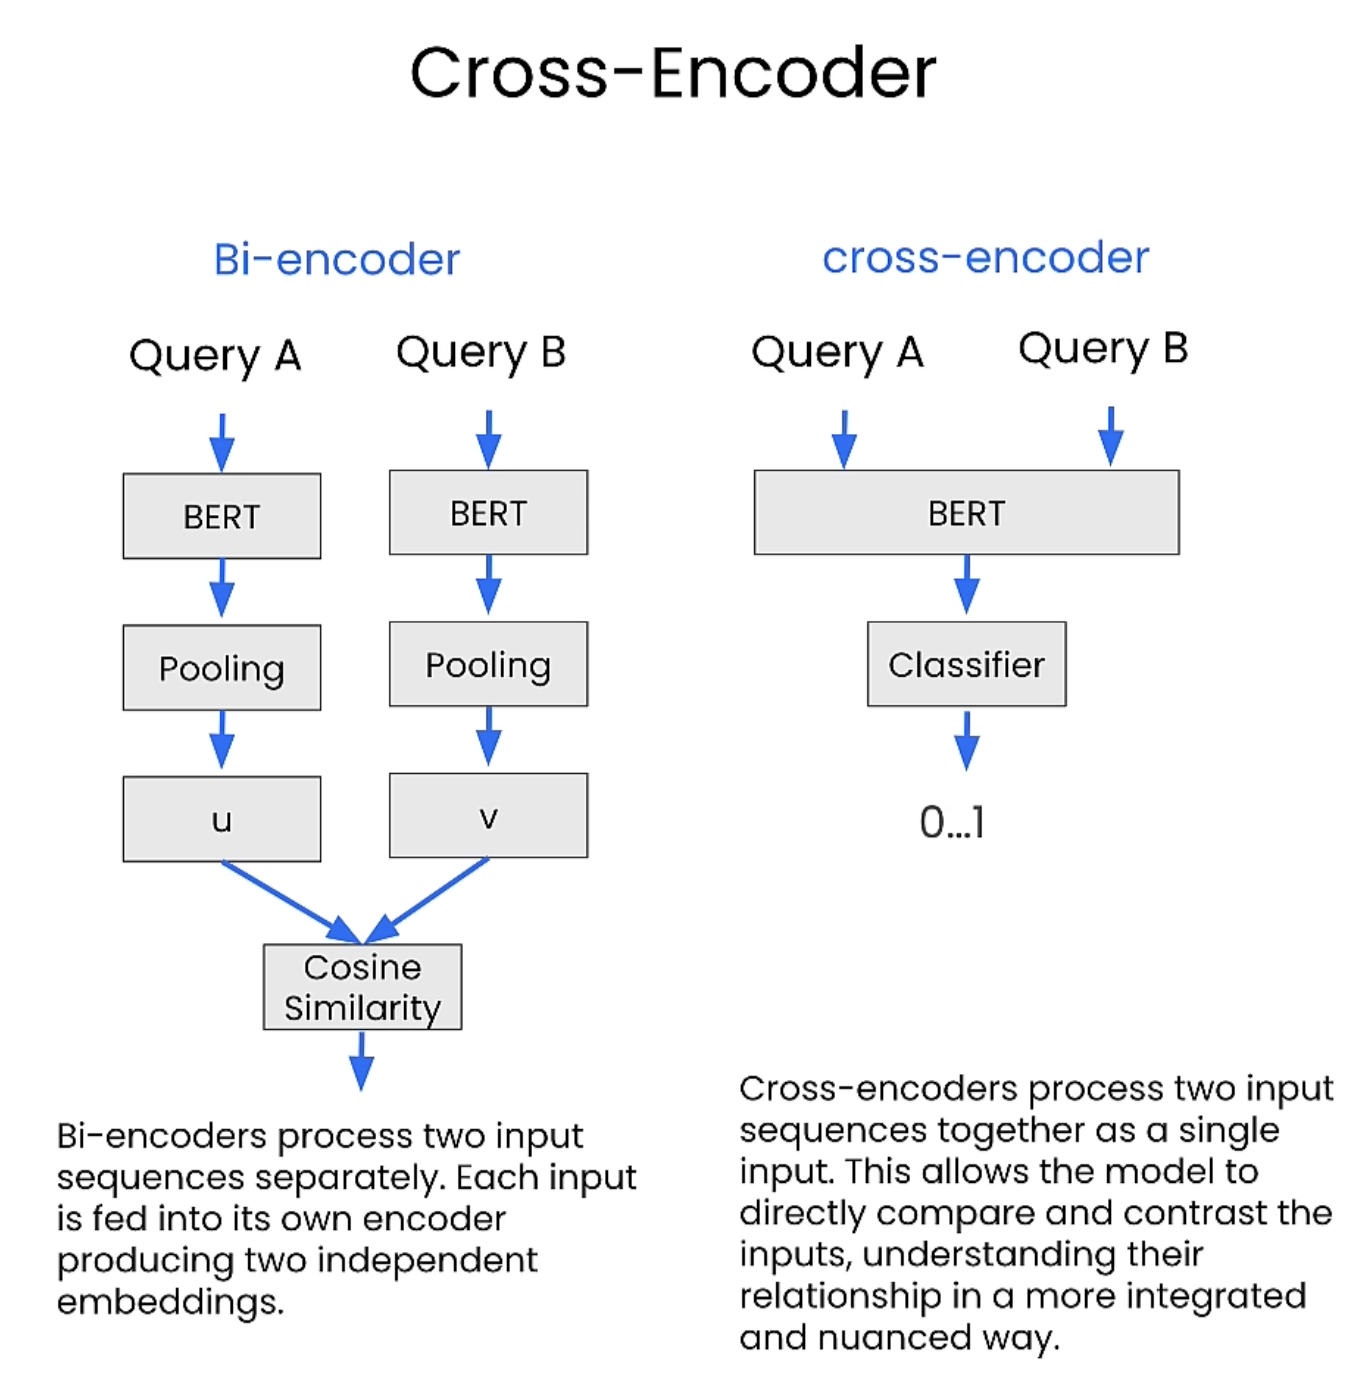 Cross-Encoder
Bi-encoder
Query A
Query B
BERT
BERT
Pooling
Pooling
u
v
Cosine
Similarity
Bi-encoders process two input
sequences separately. Each input
is fed into its own encoder
producing two independent
embeddings.
cross-encoder
Query A
Query B
BERT
Classifier
0...1
Cross-encoders process two input
sequences together as a single
input. This allows the model to
directly compare and contrast the
inputs, understanding their
relationship in a more integrated
and nuanced way.